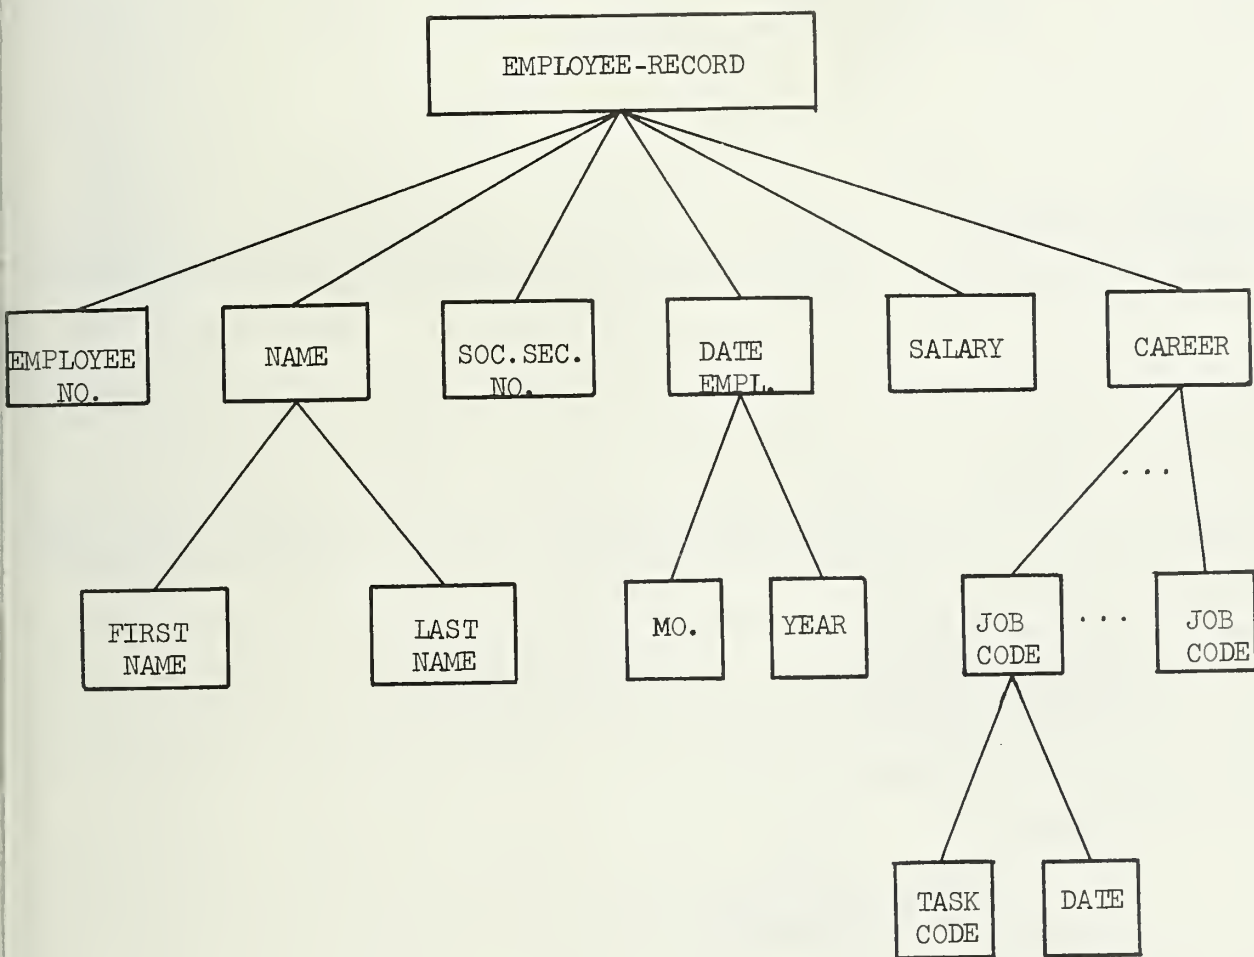 EMPLOYEE-RECORD
EMPLOYEE
NO.
NAME
SOC.SEC.
NO.
DATE
EMPL.
SALARY
CAREER
...
FIRST
NAME
LAST
NAME
MO.
YEAR
JOB
CODE
...
JOB
CODE
TASK
CODE
DATE